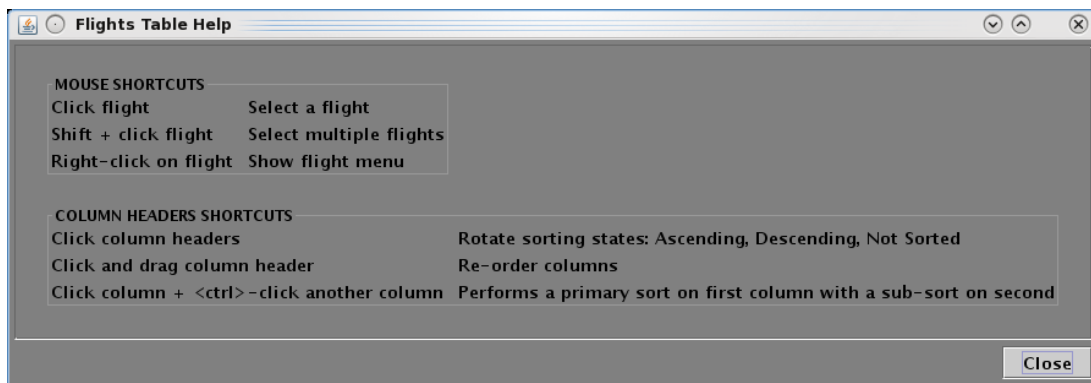 Flights Table Help
MOUSE SHORTCUTS
Click flight Select a flight
Shift + click flight Select multiple flights
Right-click on flight Show flight menu
COLUMN HEADERS SHORTCUTS
Click column headers Rotate sorting states: Ascending, Descending, Not Sorted
Click and drag column header Re-order columns
Click column + <ctrl>-click another column Performs a primary sort on first column with a sub-sort on second
Close